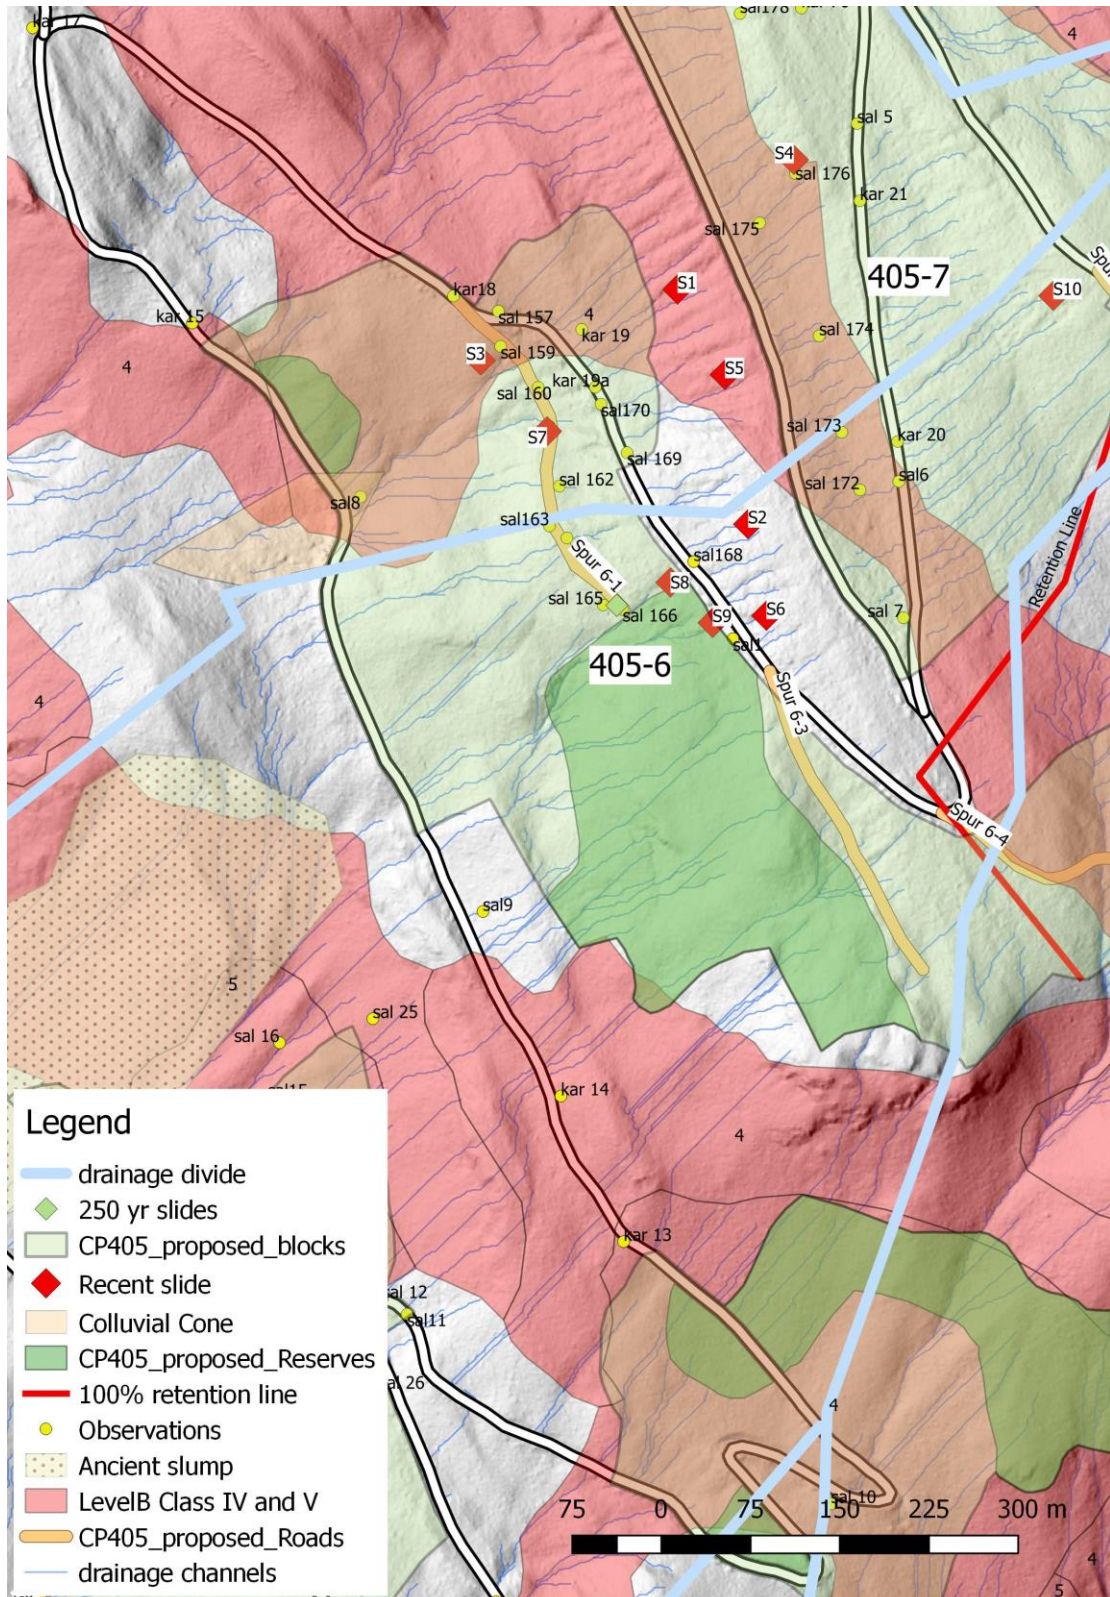 kar 17
4
sal178
sal 5
S4
sal 176
kar 21
sal 175
405-7
S1
S10
kar18
sal 157
4
kar 19
kar 15
sal 174
S3
sal 159
4
S5
sal 160
kar 19a
sal170
S7
sal 173
kar 20
sal 169
sal 162
sal 172
sal6
sal8
sal163
S2
Retention Line
Spur 6-1
sal168
S8
sal 165
sal 166
S9
S6
sal 7
sal1
405-6
Spur 6-3
4
Spur 6-4
sal9
5
sal 25
sal 16
sal15
kar 14
4
Legend
drainage divide
250 yr slides
CP405_proposed_blocks
Recent slide
Colluvial Cone
CP405_proposed_Reserves
100% retention line
Observations
Ancient slump
LevelB Class IV and V
CP405_proposed_Roads
drainage channels
kar 13
sal 12
sal11
sal 26
4
sal 10
75 0 75 150 225 300 m
4
5